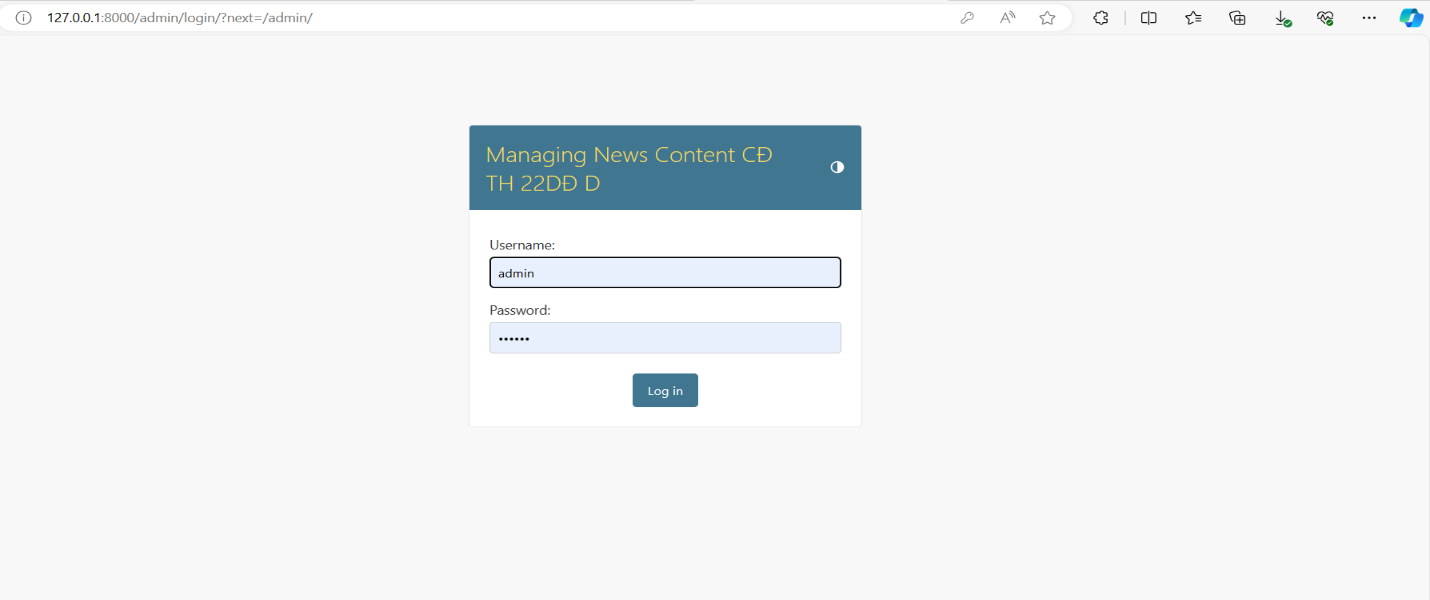 127.0.0.1:8000/admin/login/?next=/admin/
Managing News Content CĐ
TH 22DĐ D
Username:
admin
Password:
••••••
Log in